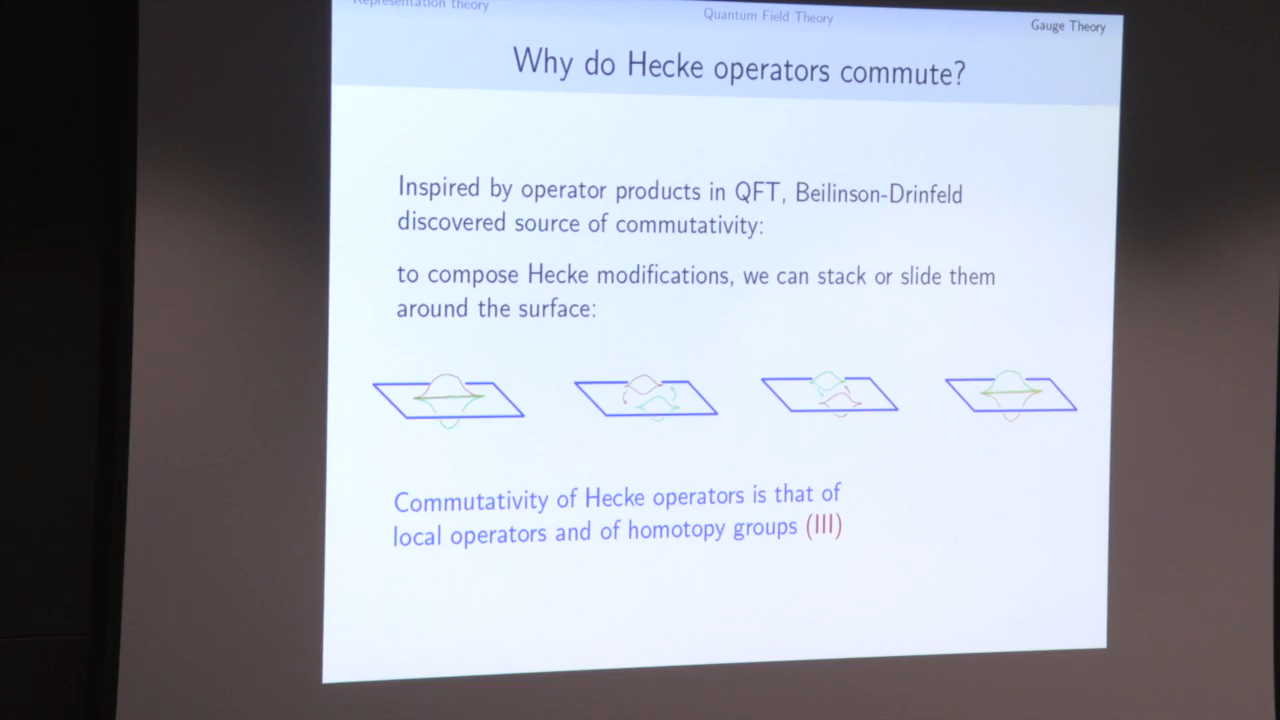 Representation theory
Quantum Field Theory
Gauge Theory
Why do Hecke operators commute?
Inspired by operator products in QFT, Beilinson-Drinfeld
discovered source of commutativity:
to compose Hecke modifications, we can stack or slide them
around the surface:
Commutativity of Hecke operators is that of
local operators and of homotopy groups (III)